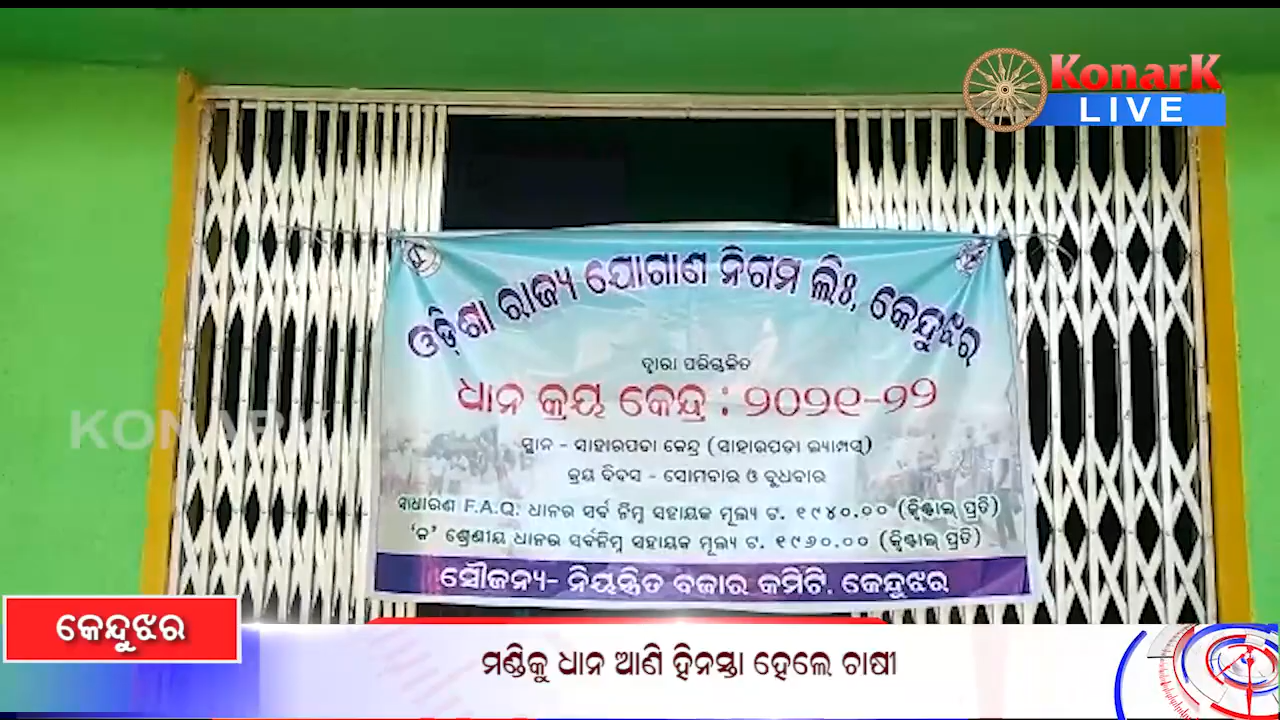 KonarK
LIVE
ଓଡ଼ିଶା ରାଜ୍ୟ ଯୋଗାଣ ନିଗମ ଲିଃ, କେନ୍ଦୁଝର
ଦ୍ୱାରା ପରିଚାଳିତ
ଧାନ କ୍ରୟ କେନ୍ଦ୍ର : ୨୦୨୧-୨୨
KONARK
ସ୍ଥାନ - ସାହାରପଡା କେନ୍ଦ୍ର (ସାହାରପଡା ଲ୍ୟାମ୍ପସ୍)
କ୍ରୟ ଦିବସ - ସୋମବାର ଓ ବୁଧବାର
ସାଧାରଣ F.A.Q. ଧାନର ସର୍ବ ନିମ୍ନ ସହାୟକ ମୂଲ୍ୟ ଟ. ୧୯୪୦.୦୦ (କ୍ୱିଣ୍ଟାଲ୍ ପ୍ରତି)
'କ' ଶ୍ରେଣୀୟ ଧାନର ସର୍ବନିମ୍ନ ସହାୟକ ମୂଲ୍ୟ ଟ. ୧୯୬୦.୦୦ (କ୍ୱିଣ୍ଟାଲ୍ ପ୍ରତି)
ସୌଜନ୍ୟ- ନିୟନ୍ତ୍ରିତ ବଜାର କମିଟି, କେନ୍ଦୁଝର
କେନ୍ଦୁଝର
ମଣ୍ଡିକୁ ଧାନ ଆଣି ହିନସ୍ତା ହେଲେ ଚାଷୀ